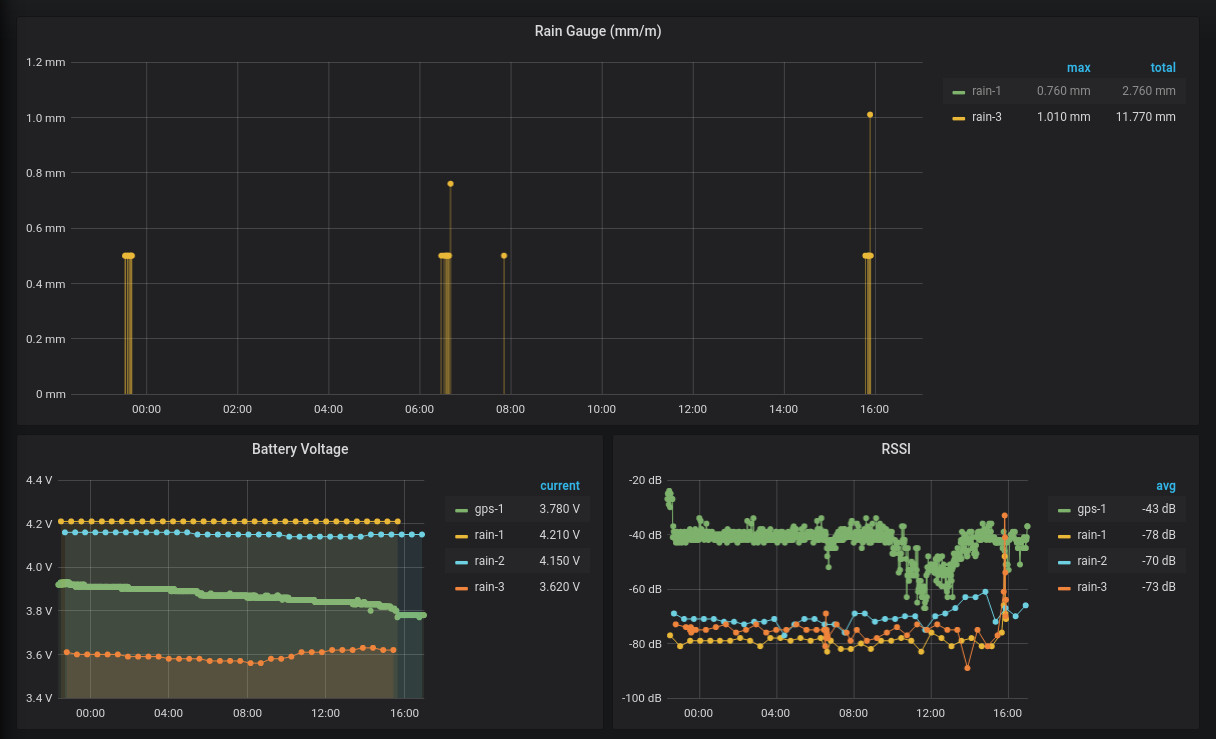 Rain Gauge (mm/m)
1.2 mm
1.0 mm
0.8 mm
0.6 mm
0.4 mm
0.2 mm
0 mm
00:00 02:00 04:00 06:00 08:00 10:00 12:00 14:00 16:00
max total
rain-1 0.760 mm 2.760 mm
rain-3 1.010 mm 11.770 mm
Battery Voltage
4.4 V
4.2 V
4.0 V
3.8 V
3.6 V
3.4 V
00:00 04:00 08:00 12:00 16:00
current
gps-1 3.780 V
rain-1 4.210 V
rain-2 4.150 V
rain-3 3.620 V
RSSI
-20 dB
-40 dB
-60 dB
-80 dB
-100 dB
00:00 04:00 08:00 12:00 16:00
avg
gps-1 -43 dB
rain-1 -78 dB
rain-2 -70 dB
rain-3 -73 dB